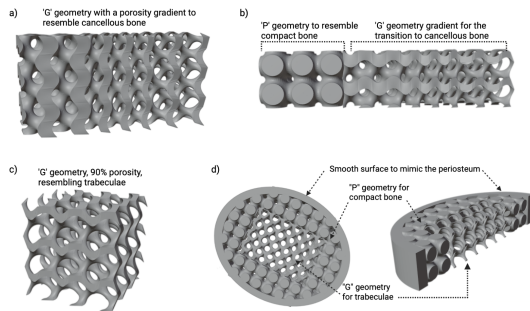 a)
'G' geometry with a porosity gradient to
resemble cancellous bone
b)
'P' geometry to resemble
compact bone
'G' geometry gradient for the
transition to cancellous bone
c)
'G' geometry, 90% porosity,
resembling trabeculae
d)
Smooth surface to mimic the periosteum
"P" geometry for
compact bone
"G" geometry
for trabeculae